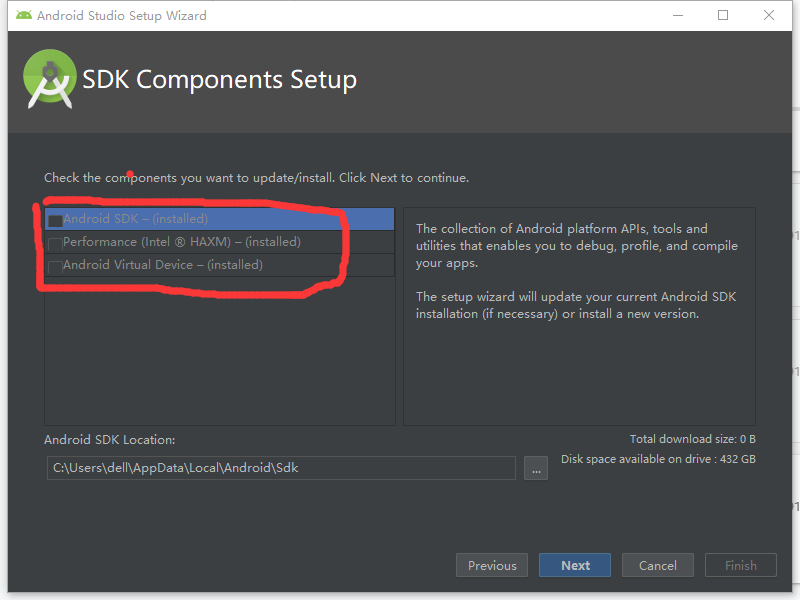 Android Studio Setup Wizard
SDK Components Setup
Check the components you want to update/install. Click Next to continue.
Android SDK – (installed)
Performance (Intel ® HAXM) – (installed)
Android Virtual Device – (installed)
The collection of Android platform APIs, tools and
utilities that enables you to debug, profile, and compile
your apps.
The setup wizard will update your current Android SDK
installation (if necessary) or install a new version.
Android SDK Location:
Total download size: 0 B
C:\Users\dell\AppData\Local\Android\Sdk
...
Disk space available on drive : 432 GB
Previous
Next
Cancel
Finish